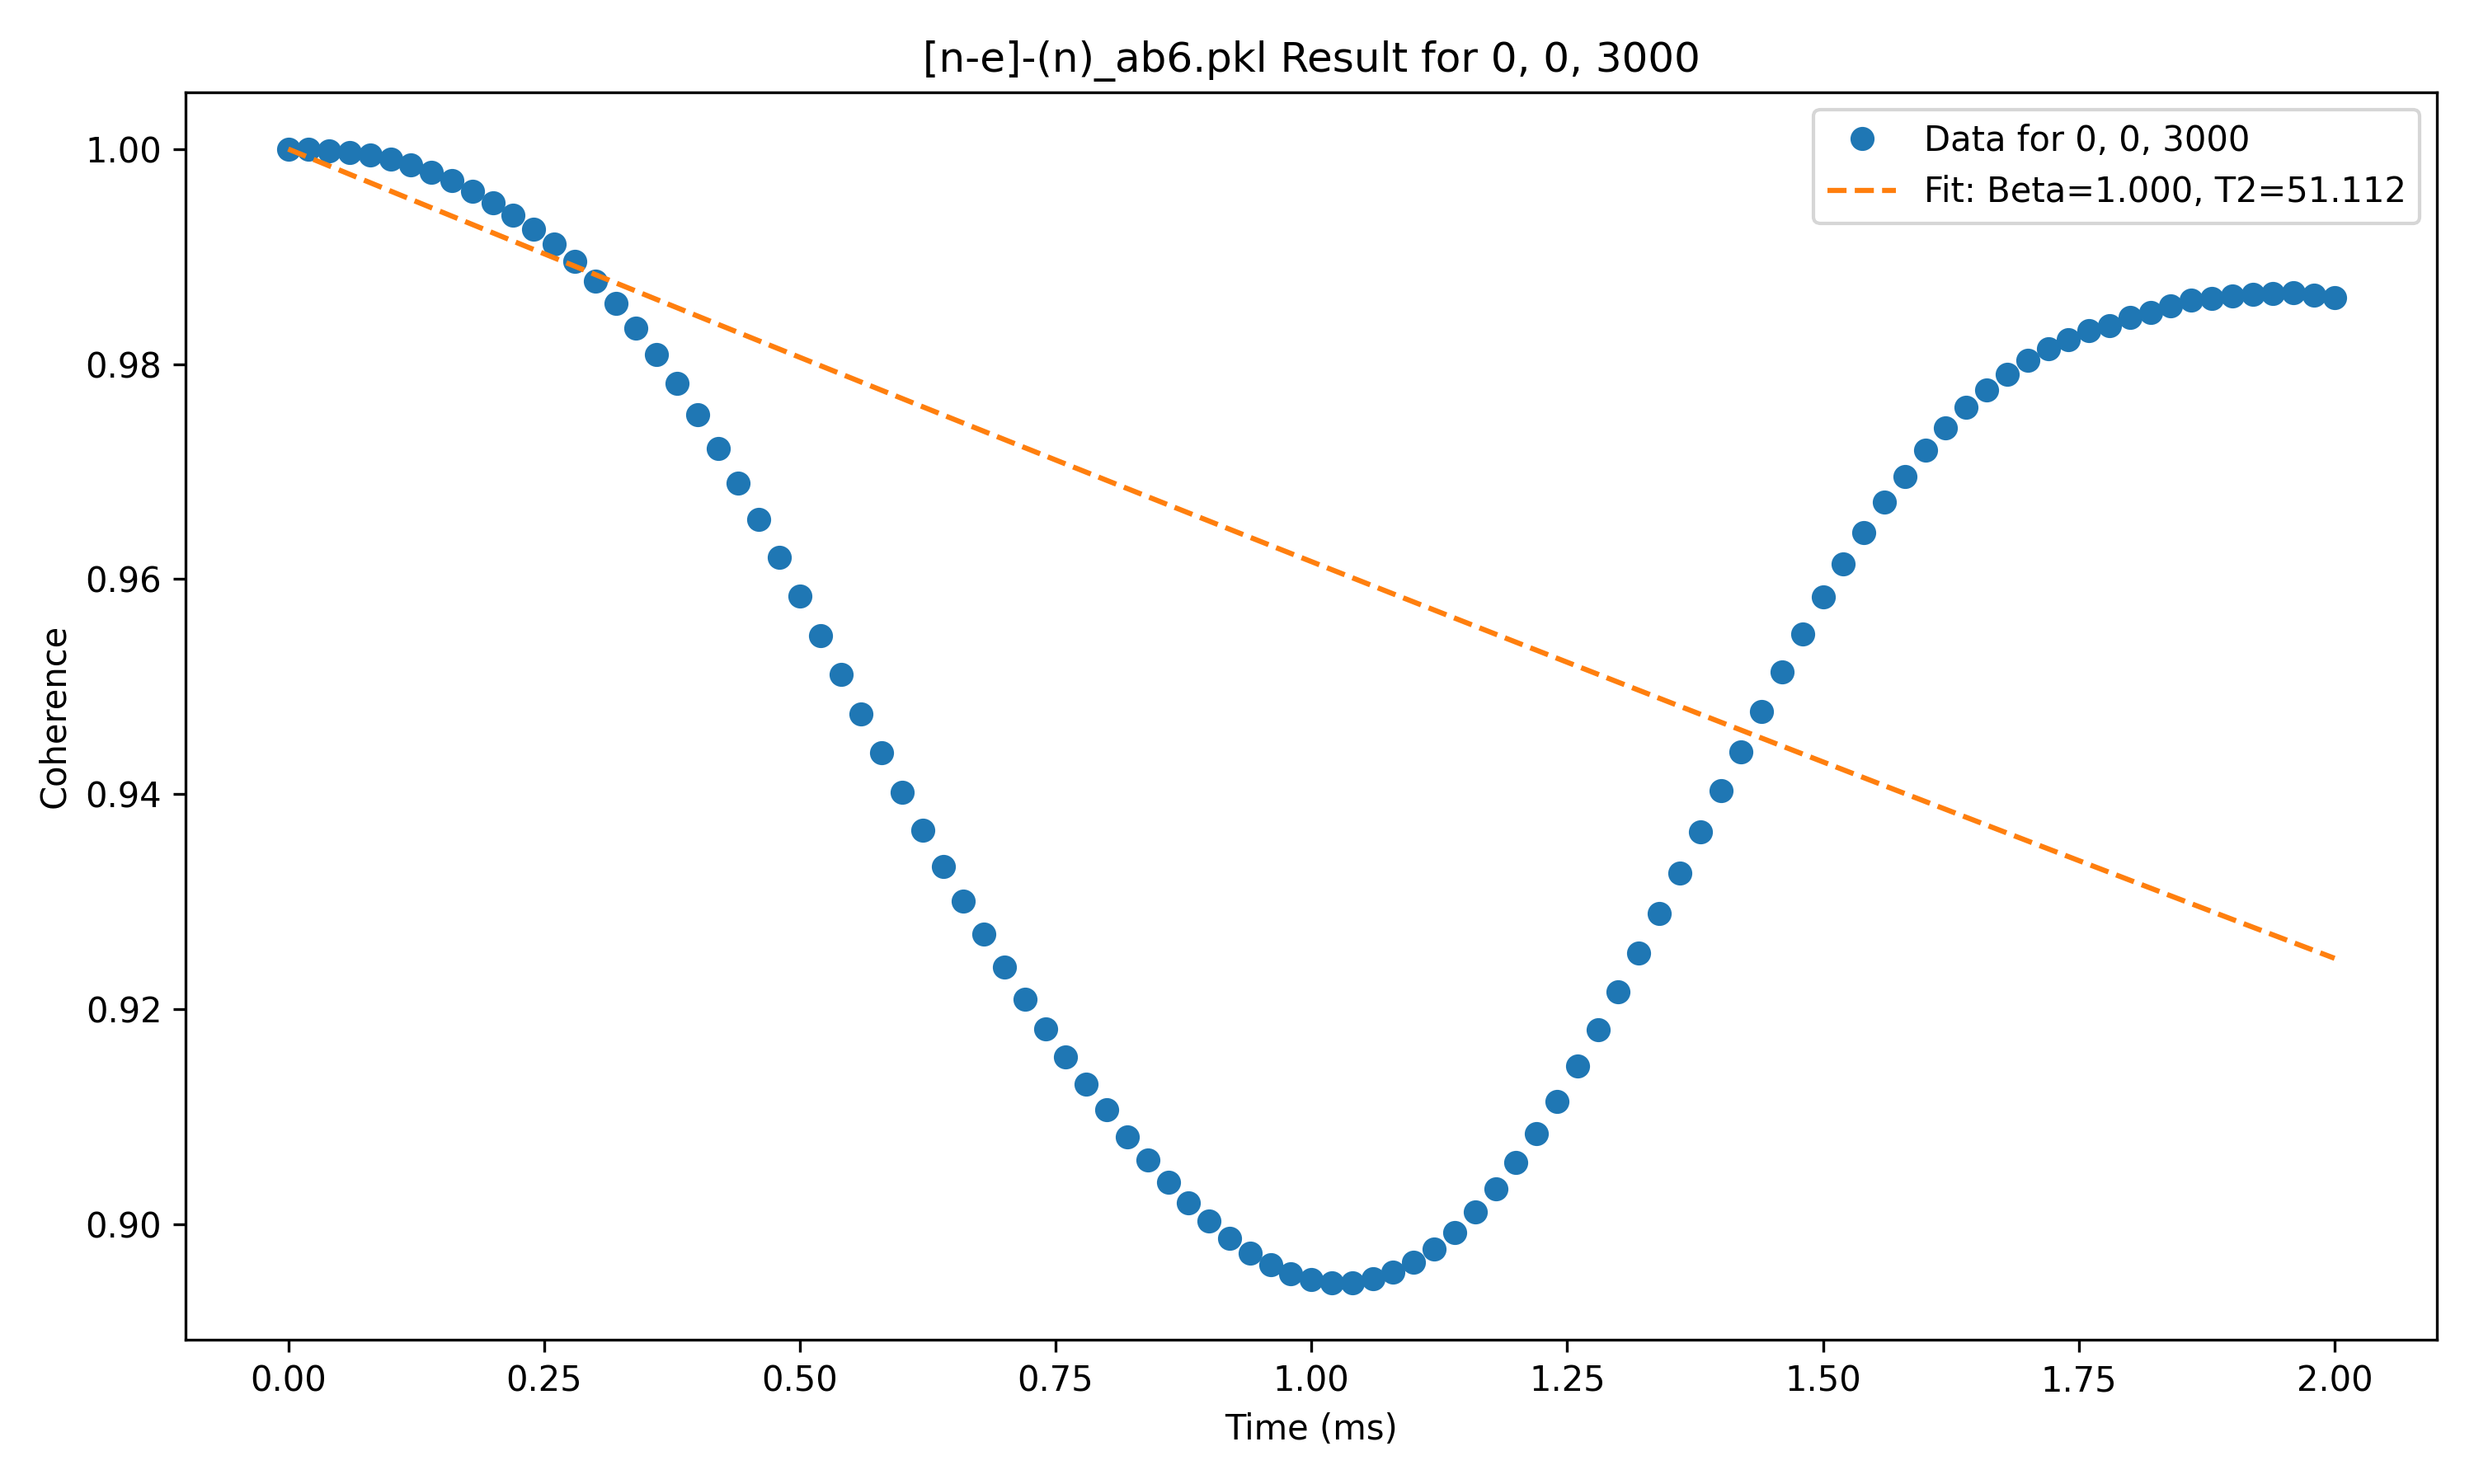 [n-e]-(n)_ab6.pkl Result for 0, 0, 3000
Data for 0, 0, 3000
Fit: Beta=1.000, T2=51.112
Coherence
1.00
0.98
0.96
0.94
0.92
0.90
0.00 0.25 0.50 0.75 1.00 1.25 1.50 1.75 2.00
Time (ms)